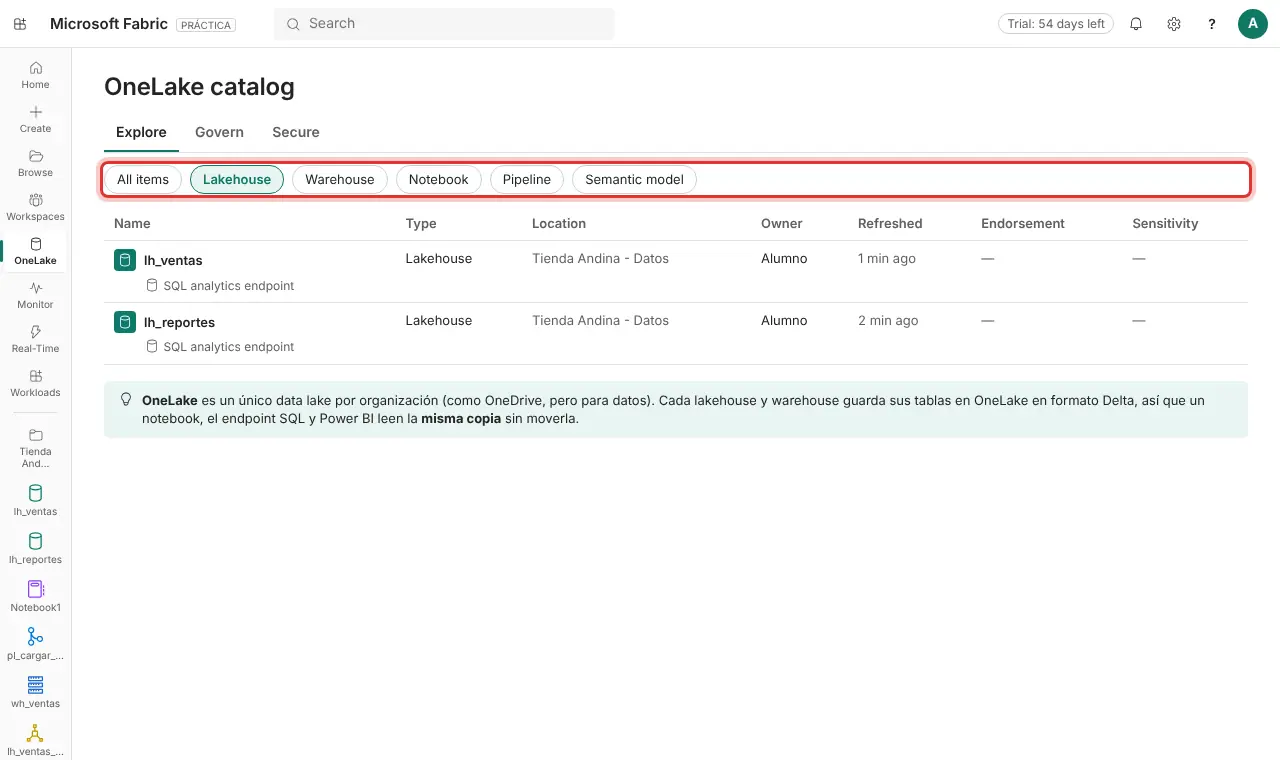 Microsoft Fabric PRÁCTICA
Search
Trial: 54 days left
?
A
Home
Create
Browse
Workspaces
OneLake
Monitor
Real-Time
Workloads
Tienda
And...
lh_ventas
lh_reportes
Notebook1
pl_cargar_...
wh_ventas
lh_ventas_...
OneLake catalog
Explore Govern Secure
All items Lakehouse Warehouse Notebook Pipeline Semantic model
Name Type Location Owner Refreshed Endorsement Sensitivity
lh_ventas Lakehouse Tienda Andina - Datos Alumno 1 min ago — —
SQL analytics endpoint
lh_reportes Lakehouse Tienda Andina - Datos Alumno 2 min ago — —
SQL analytics endpoint
OneLake es un único data lake por organización (como OneDrive, pero para datos). Cada lakehouse y warehouse guarda sus tablas en OneLake en formato Delta, así que un
notebook, el endpoint SQL y Power BI leen la misma copia sin moverla.